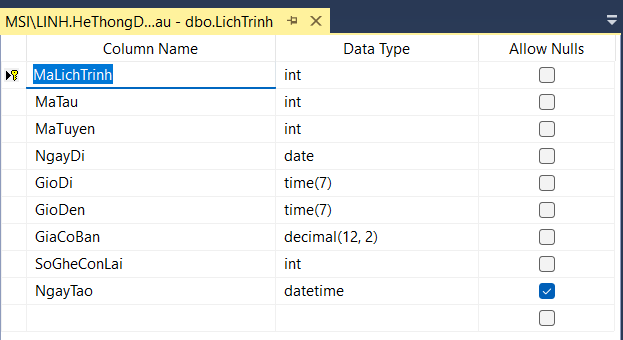 MSI\LINH.HeThongD...au - dbo.LichTrinh
Column Name Data Type Allow Nulls
MaLichTrinh int
MaTau int
MaTuyen int
NgayDi date
GioDi time(7)
GioDen time(7)
GiaCoBan decimal(12, 2)
SoGheConLai int
NgayTao datetime